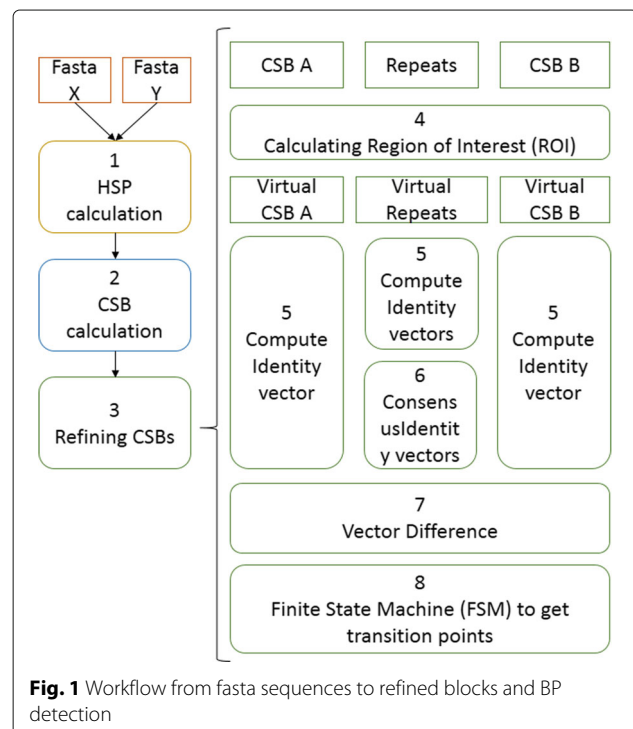 Fasta
X
Fasta
Y
1
HSP
calculation
2
CSB
calculation
3
Refining CSBs
CSB A
Repeats
CSB B
4
Calculating Region of Interest (ROI)
Virtual
CSB A
Virtual
Repeats
Virtual
CSB B
5
Compute
Identity
vector
5
Compute
Identity
vectors
6
Consens
usIdentit
y vectors
5
Compute
Identity
vector
7
Vector Difference
8
Finite State Machine (FSM) to get
transition points
Fig. 1 Workflow from fasta sequences to refined blocks and BP
detection